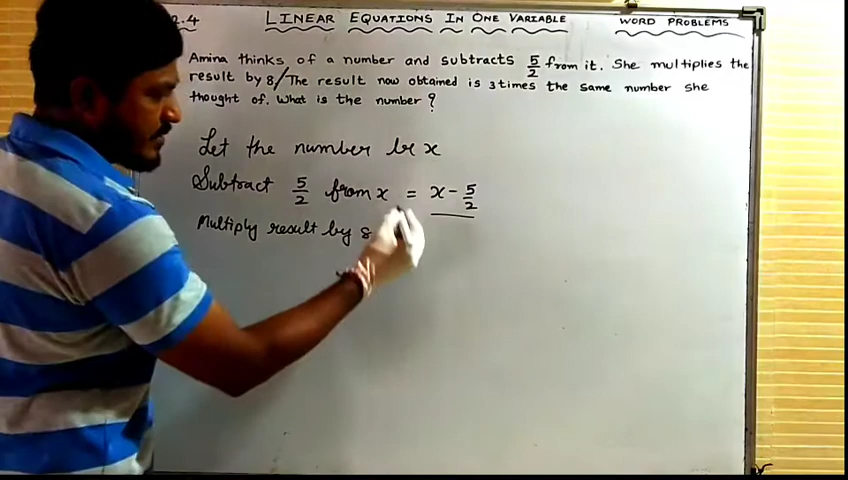 2.4 LINEAR EQUATIONS IN ONE VARIABLE WORD PROBLEMS
Amina thinks of a number and subtracts 5/2 from it. She multiplies the
result by 8/The result now obtained is 3 times the same number she
thought of. What is the number?
Let the number be x
Subtract 5/2 from x = x - 5/2
Multiply result by 8